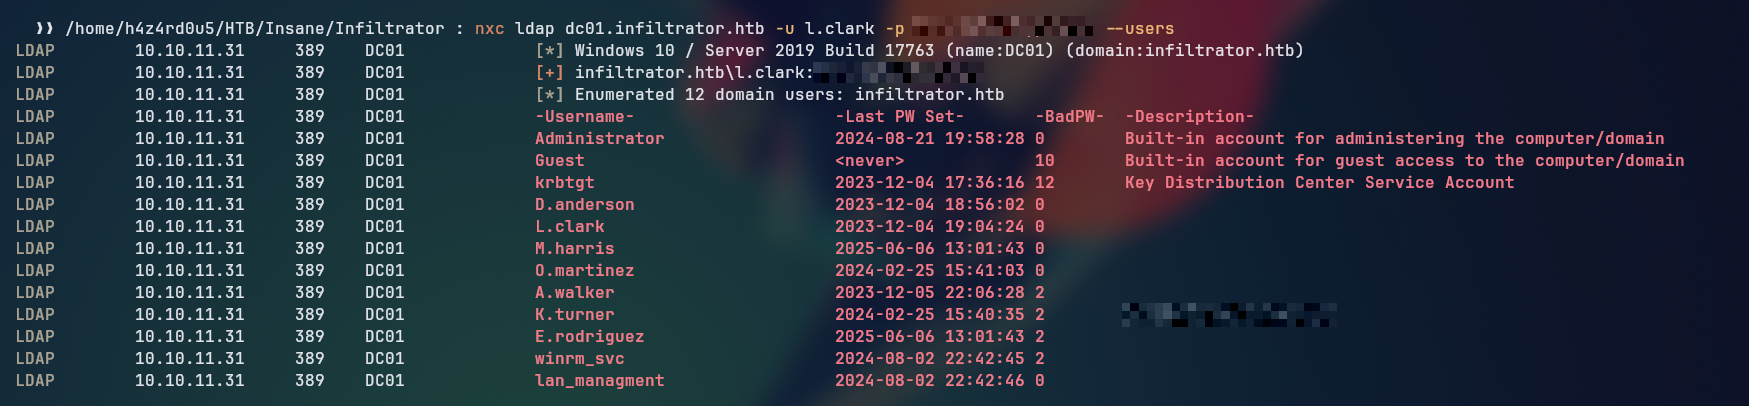 ❯❯ /home/h4z4rd0u5/HTB/Insane/Infiltrator : nxc ldap dc01.infiltrator.htb -u l.clark -p --users
LDAP 10.10.11.31 389 DC01 [*] Windows 10 / Server 2019 Build 17763 (name:DC01) (domain:infiltrator.htb)
LDAP 10.10.11.31 389 DC01 [+] infiltrator.htb\l.clark:
LDAP 10.10.11.31 389 DC01 [*] Enumerated 12 domain users: infiltrator.htb
LDAP 10.10.11.31 389 DC01 -Username- -Last PW Set- -BadPW- -Description-
LDAP 10.10.11.31 389 DC01 Administrator 2024-08-21 19:58:28 0 Built-in account for administering the computer/domain
LDAP 10.10.11.31 389 DC01 Guest <never> 10 Built-in account for guest access to the computer/domain
LDAP 10.10.11.31 389 DC01 krbtgt 2023-12-04 17:36:16 12 Key Distribution Center Service Account
LDAP 10.10.11.31 389 DC01 D.anderson 2023-12-04 18:56:02 0
LDAP 10.10.11.31 389 DC01 L.clark 2023-12-04 19:04:24 0
LDAP 10.10.11.31 389 DC01 M.harris 2025-06-06 13:01:43 0
LDAP 10.10.11.31 389 DC01 O.martinez 2024-02-25 15:41:03 0
LDAP 10.10.11.31 389 DC01 A.walker 2023-12-05 22:06:28 2
LDAP 10.10.11.31 389 DC01 K.turner 2024-02-25 15:40:35 2
LDAP 10.10.11.31 389 DC01 E.rodriguez 2025-06-06 13:01:43 2
LDAP 10.10.11.31 389 DC01 winrm_svc 2024-08-02 22:42:45 2
LDAP 10.10.11.31 389 DC01 lan_managment 2024-08-02 22:42:46 0